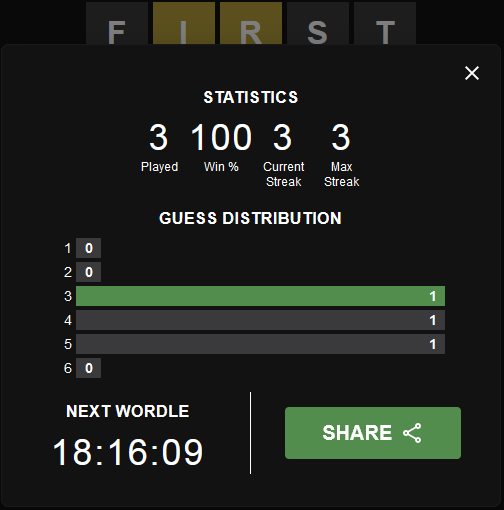 F I R S T
STATISTICS
3 100 3 3
Played Win % Current Streak Max Streak
GUESS DISTRIBUTION
1 0
2 0
3 1
4 1
5 1
6 0
NEXT WORDLE
18:16:09
SHARE